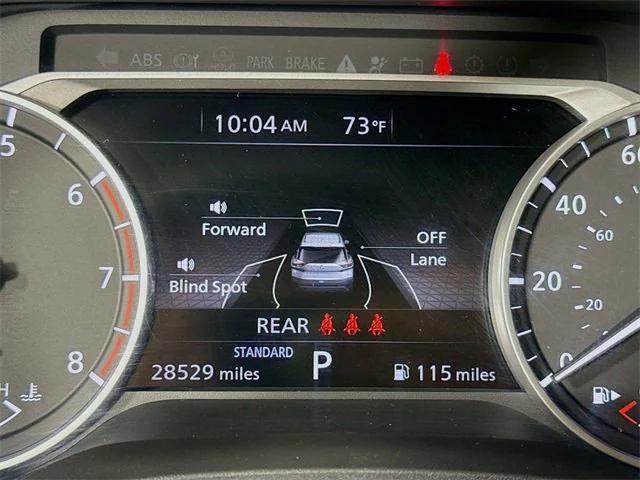 ABS PARK BRAKE
10:04 AM 73°F
Forward
OFF
Lane
Blind Spot
REAR
STANDARD
28529 miles P 115 miles
5
6
7
8
H
60
40
20
0
60
20